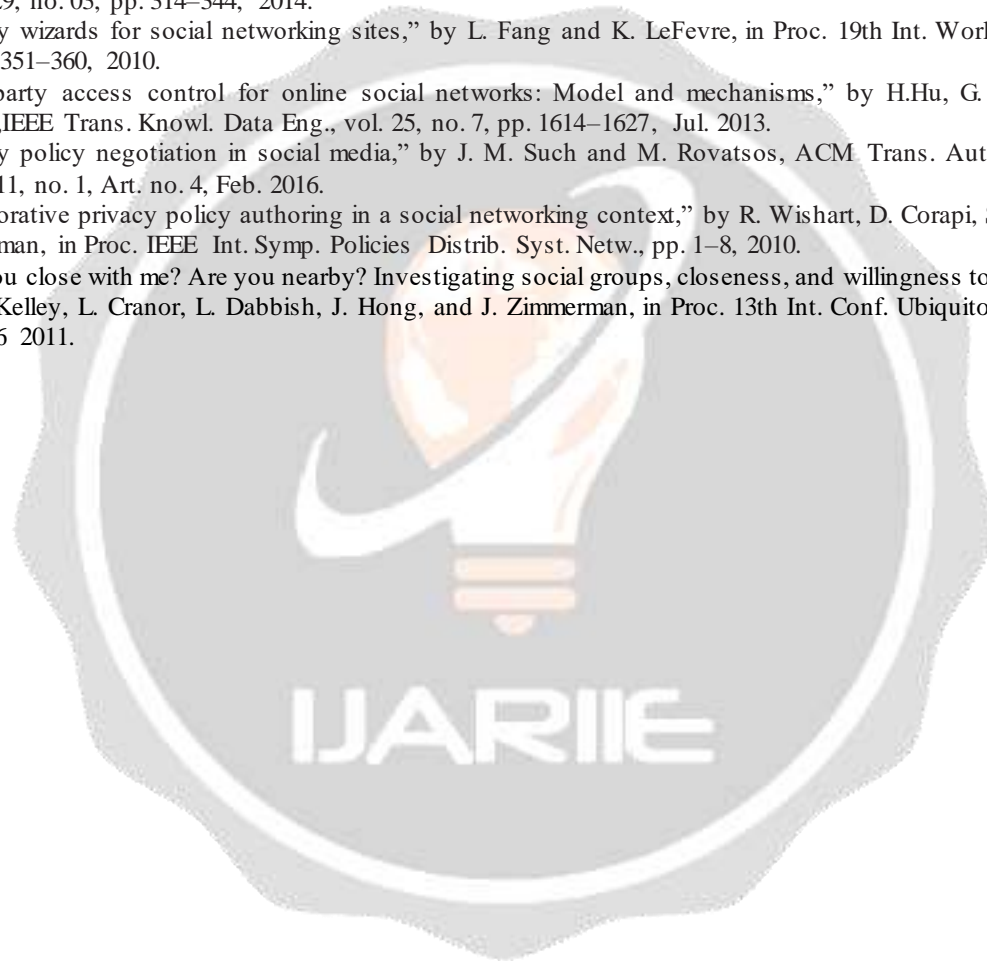 29, no. 03, pp. 314–344, 2014.
y wizards for social networking sites,” by L. Fang and K. LeFevre, in Proc. 19th Int. Worl
351–360, 2010.
party access control for online social networks: Model and mechanisms,” by H.Hu, G.
,IEEE Trans. Knowl. Data Eng., vol. 25, no. 7, pp. 1614–1627, Jul. 2013.
y policy negotiation in social media,” by J. M. Such and M. Rovatsos, ACM Trans. Aut
11, no. 1, Art. no. 4, Feb. 2016.
orative privacy policy authoring in a social networking context,” by R. Wishart, D. Corapi, S
man, in Proc. IEEE Int. Symp. Policies Distrib. Syst. Netw., pp. 1–8, 2010.
ou close with me? Are you nearby? Investigating social groups, closeness, and willingness to
Kelley, L. Cranor, L. Dabbish, J. Hong, and J. Zimmerman, in Proc. 13th Int. Conf. Ubiquito
6 2011.
IJARIIE